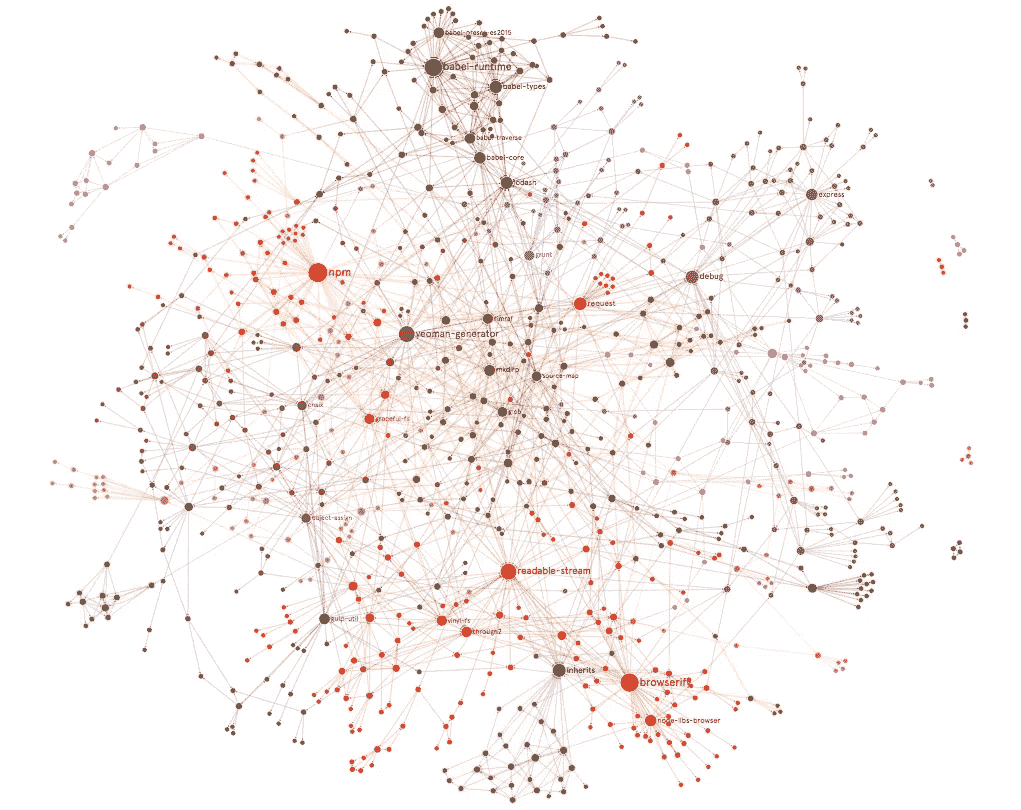 babel-preset-es2015
babel-runtime
babel-types
babel-traverse
babel-core
lodash
express
grunt
npm
debug
request
rimraf
yeoman-generator
mkdirp
source-map
chalk
glob
graceful-fs
object-assign
readable-stream
gulp-util
vinyl-fs
through2
inherits
browserify
node-libs-browser